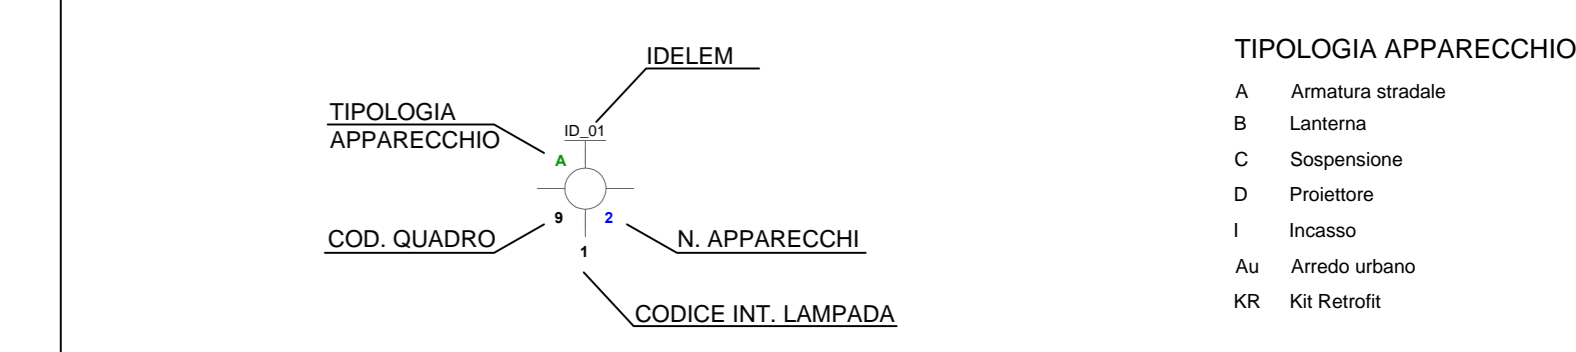 IDELEM
TIPOLOGIA
APPARECCHIO
ID_01
A
9
2
COD. QUADRO
N. APPARECCHI
1
CODICE INT. LAMPADA
TIPOLOGIA APPARECCHIO
A Armatura stradale
B Lanterna
C Sospensione
D Proiettore
I Incasso
Au Arredo urbano
KR Kit Retrofit